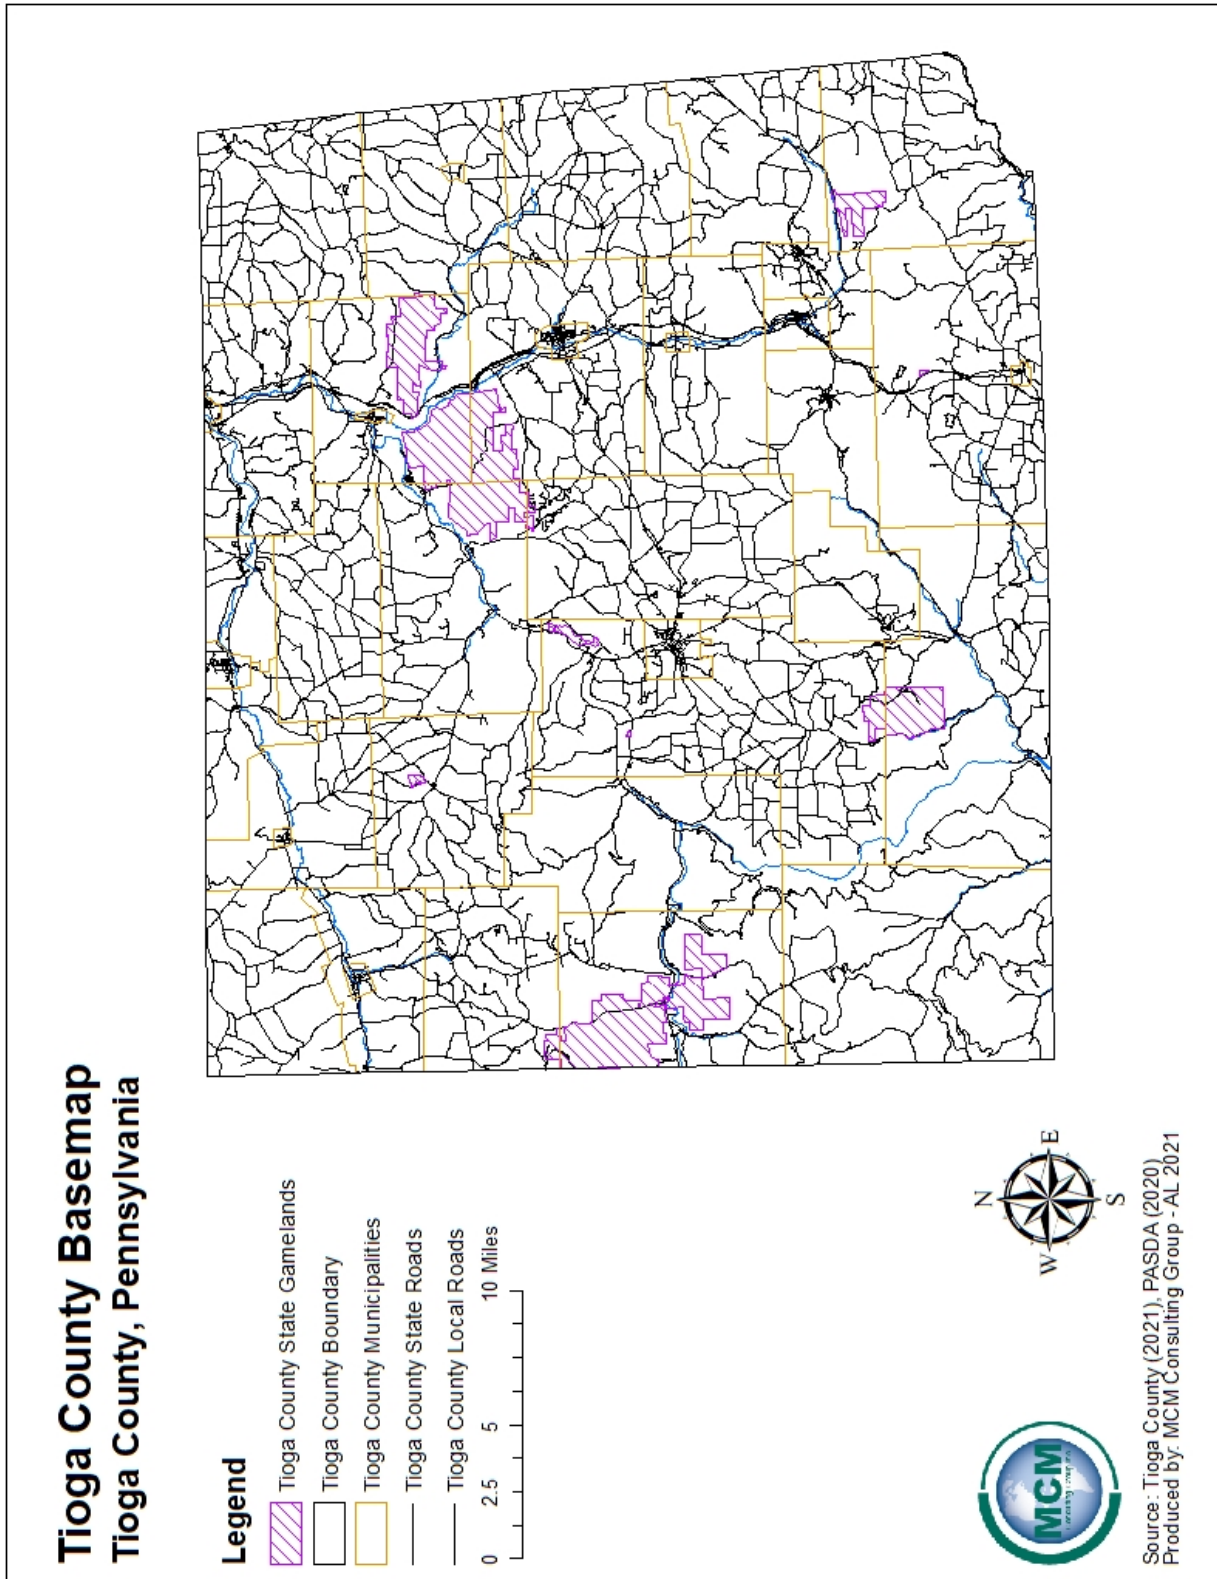 Tioga County Basemap
Tioga County, Pennsylvania
Legend
Tioga County State Gamelands
Tioga County Boundary
Tioga County Municipalities
Tioga County State Roads
Tioga County Local Roads
0 2.5 5 10 Miles
N
W E
S
MCM
Source: Tioga County (2021), PASDA (2020)
Produced by: MCM Consulting Group - AL 2021